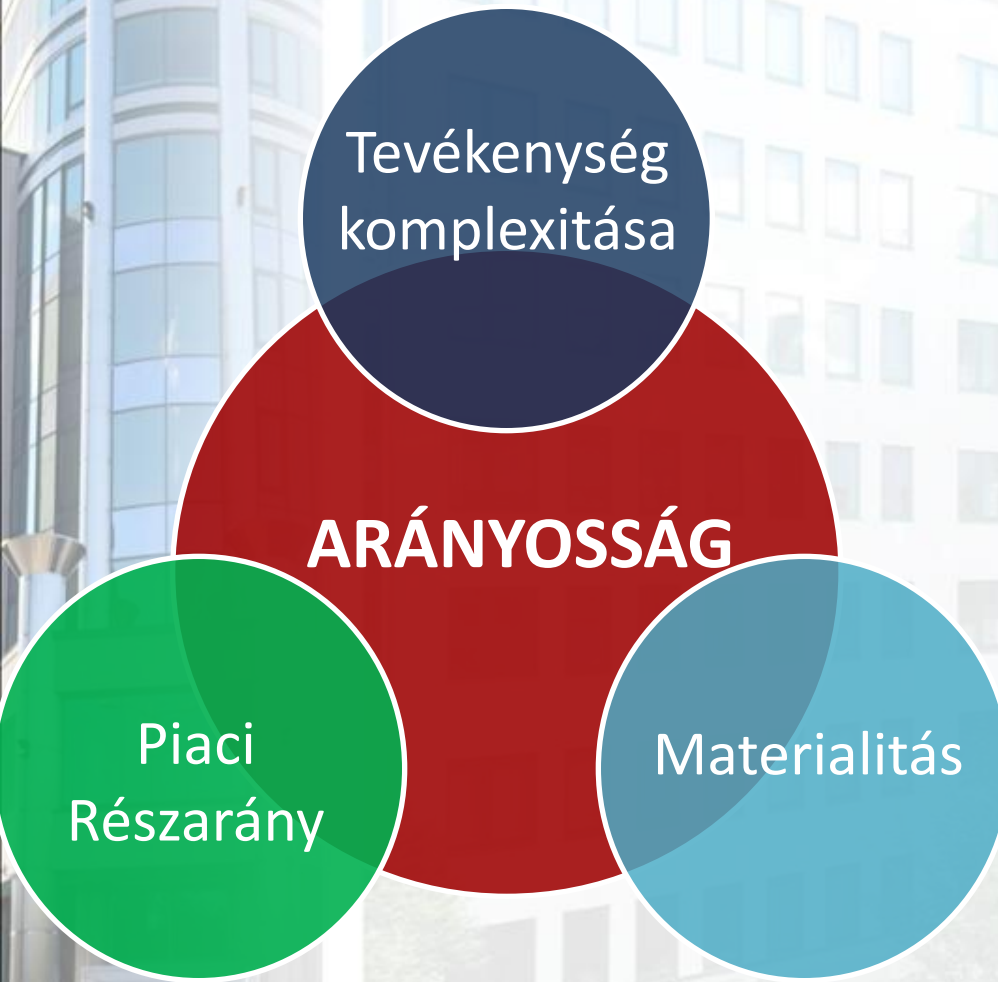 Tevékenység
komplexitása
ARÁNYOSSÁG
Piaci
Részarány
Materialitás